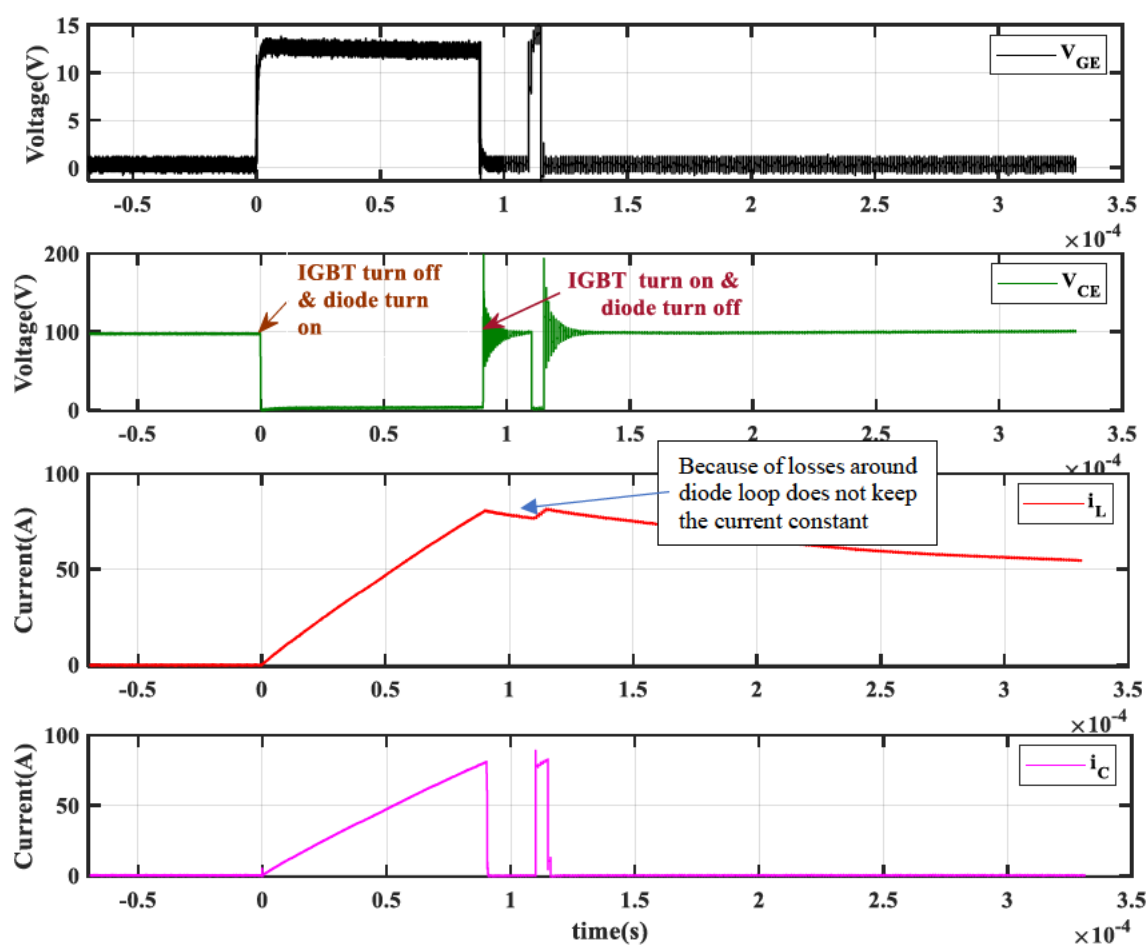 15
10
5
0
Voltage(V)
V_GE
-0.5 0 0.5 1 1.5 2 2.5 3 3.5
×10⁻⁴
200
100
0
Voltage(V)
IGBT turn off
& diode turn
on
IGBT turn on &
diode turn off
V_CE
-0.5 0 0.5 1 1.5 2 2.5 3 3.5
×10⁻⁴
100
50
0
Current(A)
Because of losses around
diode loop does not keep
the current constant
i_L
-0.5 0 0.5 1 1.5 2 2.5 3 3.5
×10⁻⁴
100
50
0
Current(A)
i_C
-0.5 0 0.5 1 1.5 2 2.5 3 3.5
time(s)
×10⁻⁴